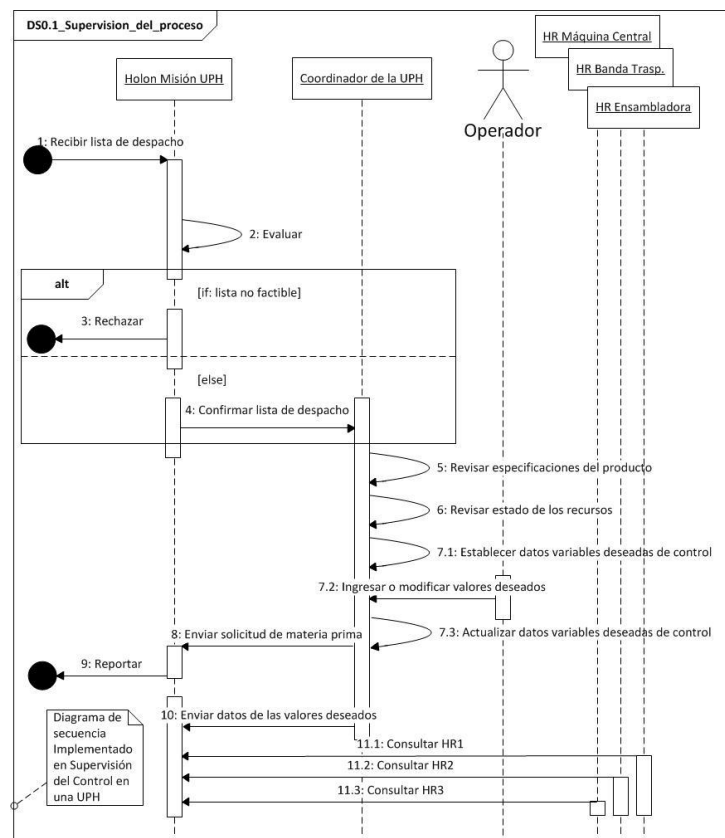 DS0.1_Supervision_del_proceso
HR Máquina Central
HR Banda Trasp.
HR Ensambladora
Holon Misión UPH
Coordinador de la UPH
Operador
1: Recibir lista de despacho
2: Evaluar
alt
[if: lista no factible]
3: Rechazar
[else]
4: Confirmar lista de despacho
5: Revisar especificaciones del producto
6: Revisar estado de los recursos
7.1: Establecer datos variables deseadas de control
7.2: Ingresar o modificar valores deseados
8: Enviar solicitud de materia prima
7.3: Actualizar datos variables deseadas de control
9: Reportar
10: Enviar datos de las valores deseados
Diagrama de
secuencia
Implementado
en Supervisión
del Control en
una UPH
11.1: Consultar HR1
11.2: Consultar HR2
11.3: Consultar HR3